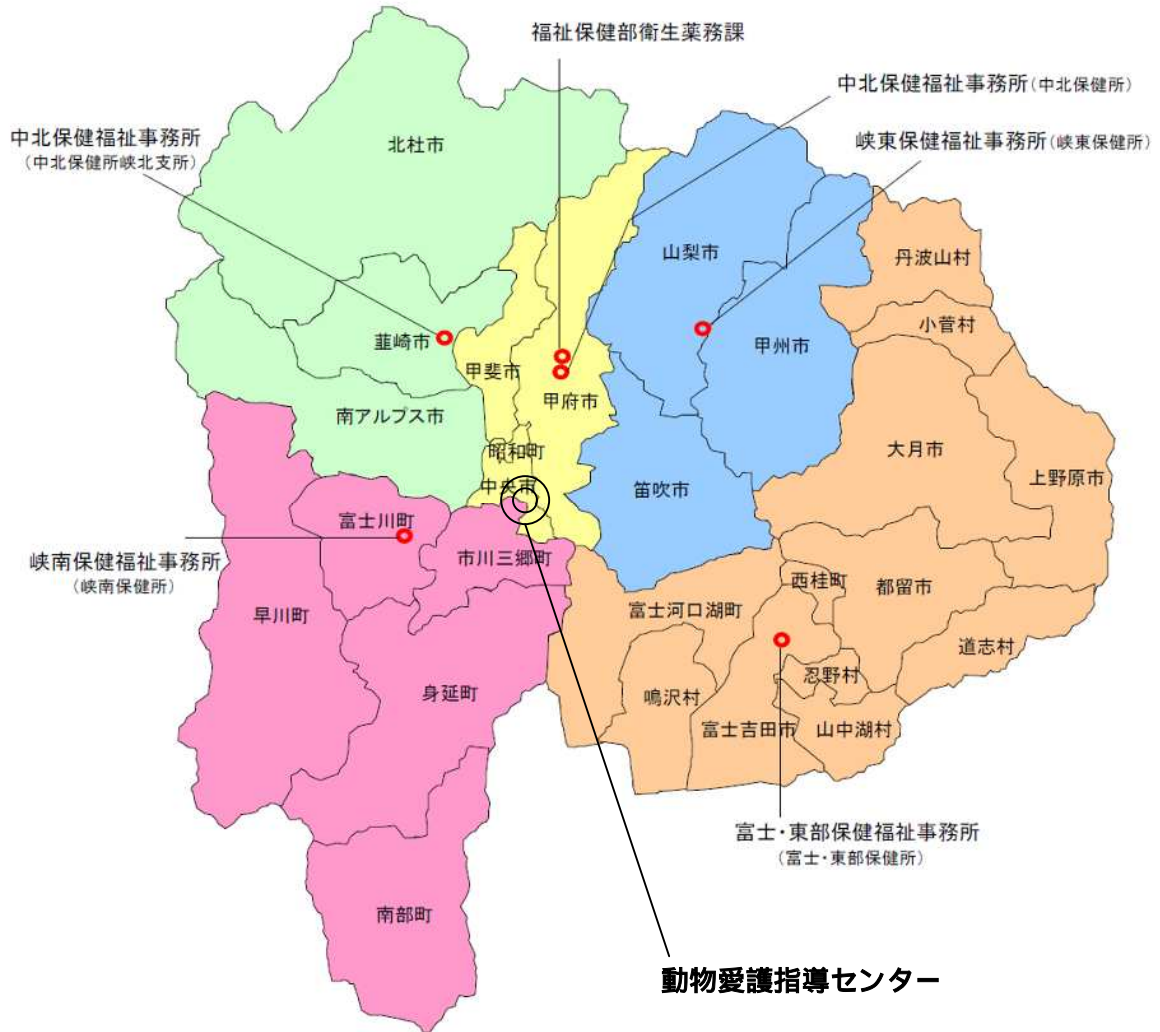 福祉保健部衛生薬務課
中北保健福祉事務所(中北保健所)
中北保健福祉事務所
(中北保健所峡北支所)
峡東保健福祉事務所(峡東保健所)
北杜市
山梨市
丹波山村
小菅村
韮崎市
甲斐市
甲州市
甲府市
南アルプス市
大月市
昭和町
上野原市
中央市
笛吹市
富士川町
峡南保健福祉事務所
(峡南保健所)
市川三郷町
西桂町
都留市
早川町
富士河口湖町
道志村
忍野村
身延町
鳴沢村
富士吉田市
山中湖村
富士・東部保健福祉事務所
(富士・東部保健所)
南部町
動物愛護指導センター